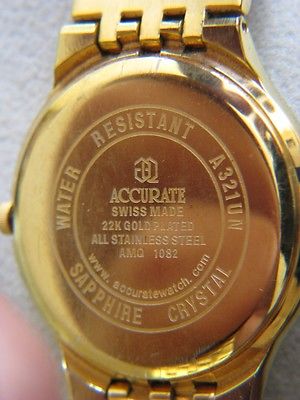 WATER RESISTANT A321UN
ACCURATE
SWISS MADE
22K GOLD PLATED
ALL STAINLESS STEEL
AMQ 1082
www.accuratewatch.com
SAPPHIRE CRYSTAL